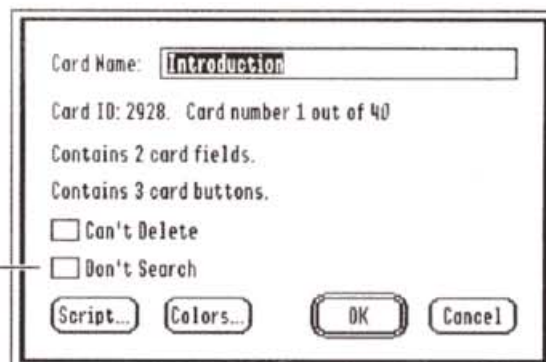 Card Name: Introduction
Card ID: 2928. Card number 1 out of 40
Contains 2 card fields.
Contains 3 card buttons.
Can't Delete
Don't Search
Script... Colors... OK Cancel